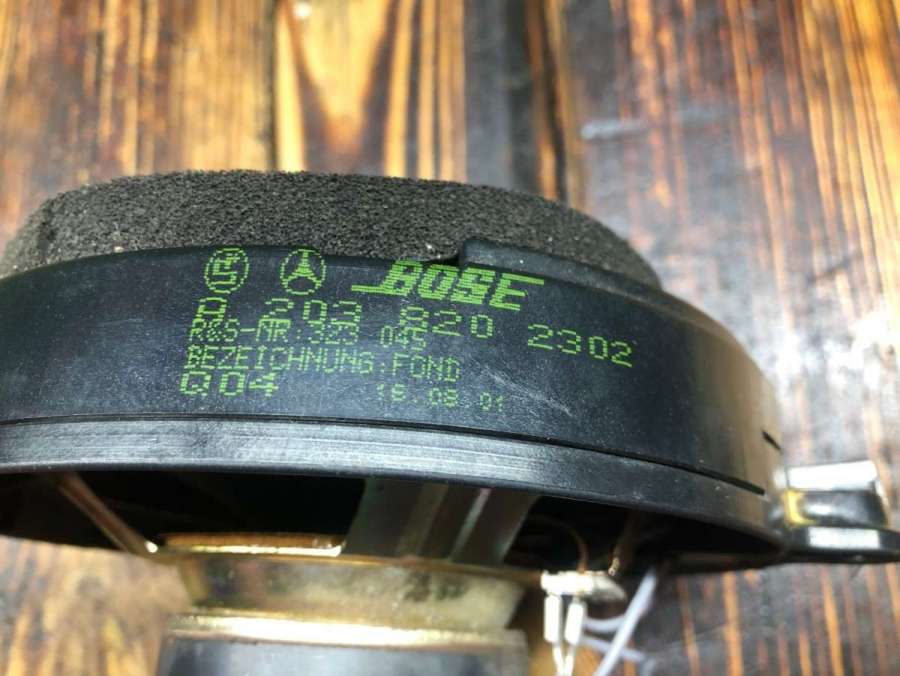 BOSE
A 203 820 2302
R&S-NR:323 045
BEZEICHNUNG:FOND
Q04 16.08.01